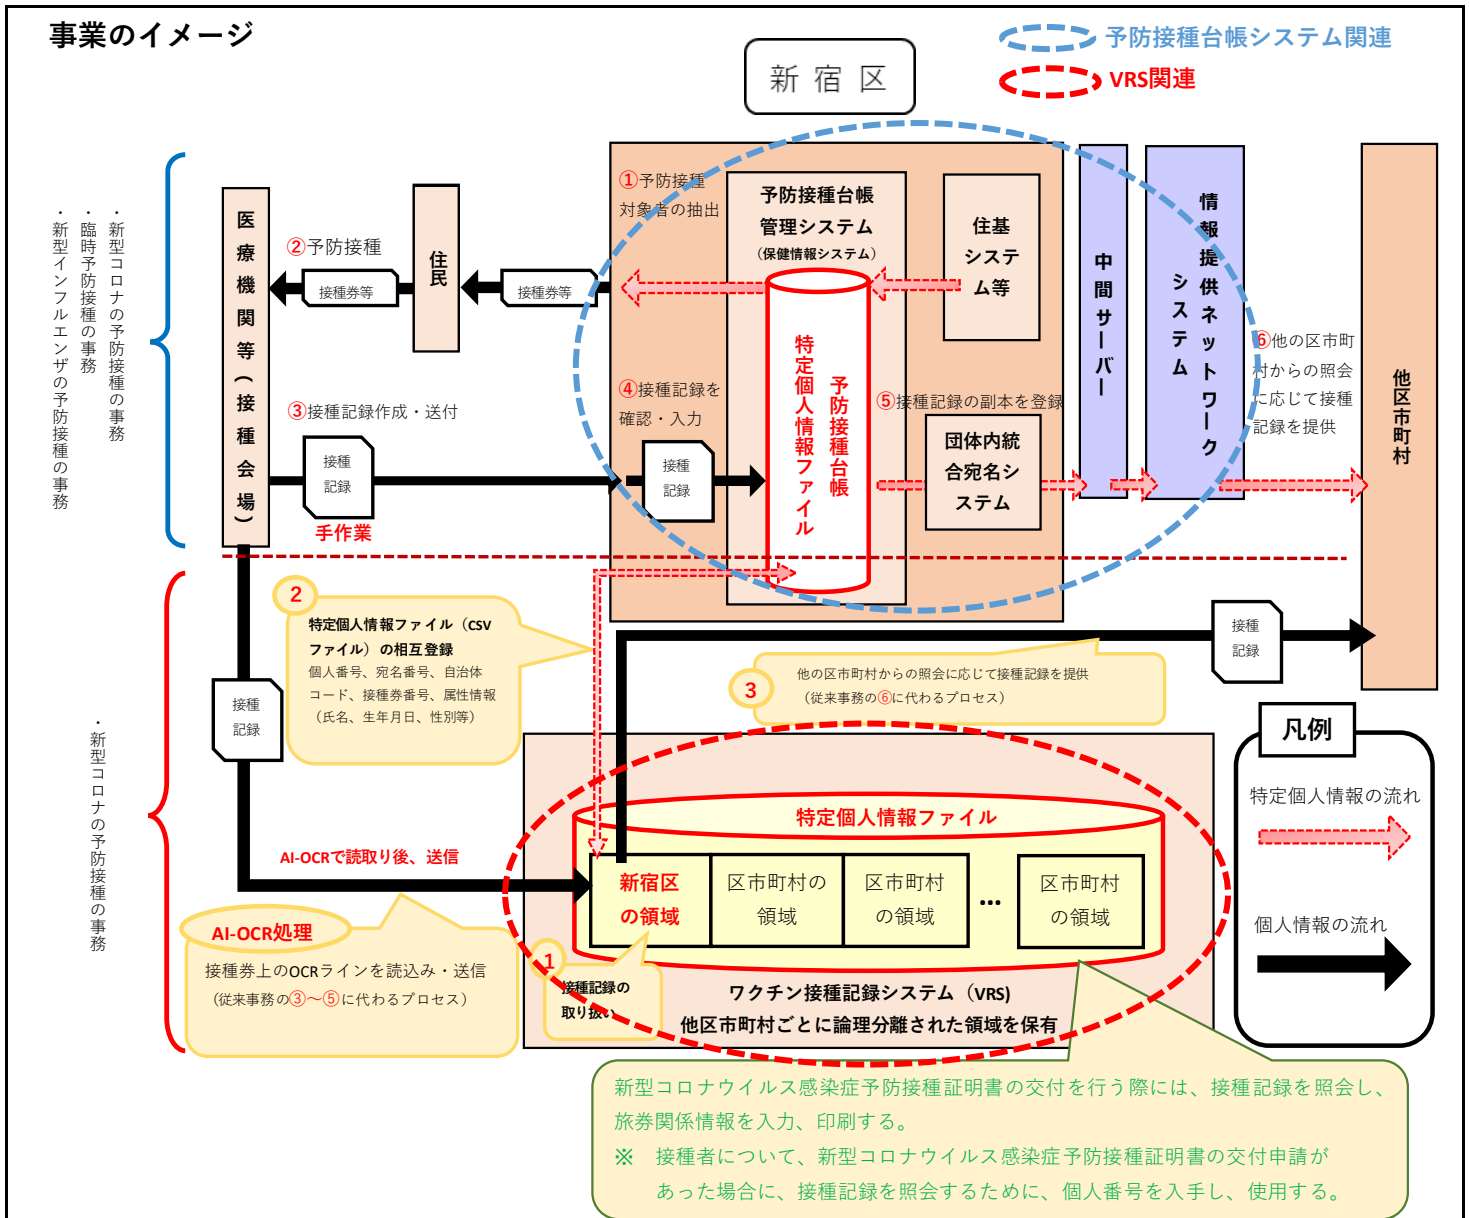 事業のイメージ
新宿区
予防接種台帳システム関連
VRS関連
・新型コロナの予防接種の事務
・臨時予防接種の事務
・新型インフルエンザの予防接種の事務
医療機関等(接種会場)
②予防接種
接種券等
住民
接種券等
①予防接種
対象者の抽出
予防接種台帳
管理システム
(保健情報システム)
住基
システ
ム等
中間サーバー
情報提供ネットワーク
システム
⑥他の区市町
村からの照会
に応じて接種
記録を提供
他区市町村
③接種記録作成・送付
接種
記録
手作業
④接種記録を
確認・入力
接種
記録
予防接種台帳
特定個人情報ファイル
⑤接種記録の副本を登録
団体内統
合宛名シ
ステム
・新型コロナの予防接種の事務
接種
記録
2
特定個人情報ファイル(CSV
ファイル)の相互登録
個人番号、宛名番号、自治体
コード、接種券番号、属性情報
(氏名、生年月日、性別等)
接種
記録
3
他の区市町村からの照会に応じて接種記録を提供
(従来事務の⑥に代わるプロセス)
凡例
特定個人情報の流れ
個人情報の流れ
特定個人情報ファイル
AI-OCRで読取り後、送信
新宿区
の領域
区市町村の
領域
区市町村
の領域
…
区市町村
の領域
AI-OCR処理
接種券上のOCRラインを読込み・送信
(従来事務の③~⑤に代わるプロセス)
1
接種記録の
取り扱い
ワクチン接種記録システム(VRS)
他区市町村ごとに論理分離された領域を保有
新型コロナウイルス感染症予防接種証明書の交付を行う際には、接種記録を照会し、
旅券関係情報を入力、印刷する。
※ 接種者について、新型コロナウイルス感染症予防接種証明書の交付申請が
あった場合に、接種記録を照会するために、個人番号を入手し、使用する。